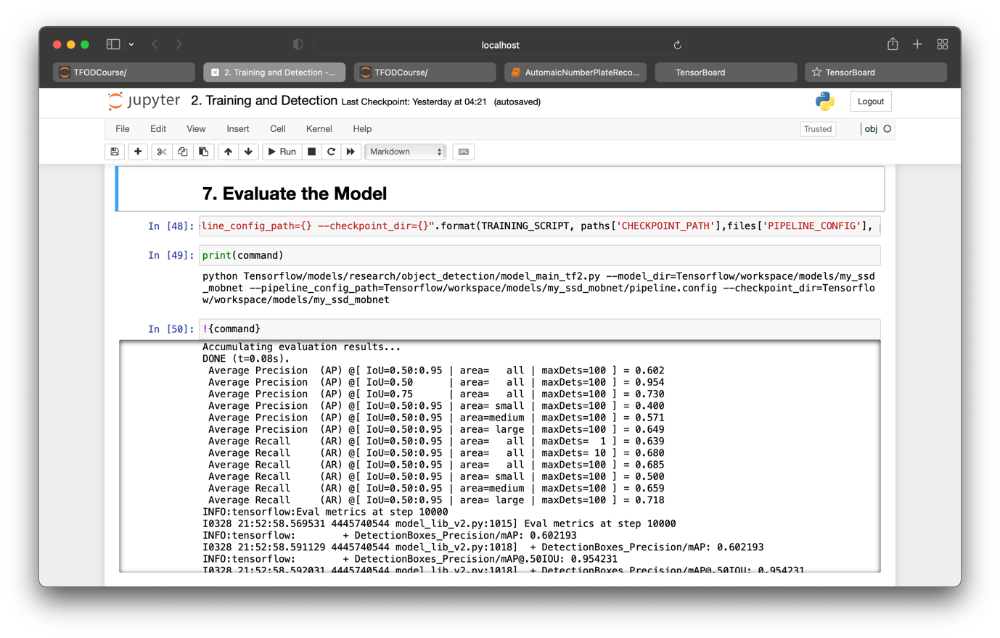 localhost
TFODCourse/
2. Training and Detection -...
TFODCourse/
AutomaicNumberPlateReco...
TensorBoard
TensorBoard
jupyter 2. Training and Detection Last Checkpoint: Yesterday at 04:21 (autosaved)
Logout
File Edit View Insert Cell Kernel Help
Trusted
obj
Run
Markdown
7. Evaluate the Model
In [48]: line_config_path={} --checkpoint_dir={}".format(TRAINING_SCRIPT, paths['CHECKPOINT_PATH'],files['PIPELINE_CONFIG'],
In [49]: print(command)
python Tensorflow/models/research/object_detection/model_main_tf2.py --model_dir=Tensorflow/workspace/models/my_ssd
_mobnet --pipeline_config_path=Tensorflow/workspace/models/my_ssd_mobnet/pipeline.config --checkpoint_dir=Tensorflo
w/workspace/models/my_ssd_mobnet
In [50]: !{command}
Accumulating evaluation results...
DONE (t=0.08s).
Average Precision  (AP) @[ IoU=0.50:0.95 | area=   all | maxDets=100 ] = 0.602
Average Precision  (AP) @[ IoU=0.50      | area=   all | maxDets=100 ] = 0.954
Average Precision  (AP) @[ IoU=0.75      | area=   all | maxDets=100 ] = 0.730
Average Precision  (AP) @[ IoU=0.50:0.95 | area= small | maxDets=100 ] = 0.400
Average Precision  (AP) @[ IoU=0.50:0.95 | area=medium | maxDets=100 ] = 0.571
Average Precision  (AP) @[ IoU=0.50:0.95 | area= large | maxDets=100 ] = 0.649
Average Recall     (AR) @[ IoU=0.50:0.95 | area=   all | maxDets=  1 ] = 0.639
Average Recall     (AR) @[ IoU=0.50:0.95 | area=   all | maxDets= 10 ] = 0.680
Average Recall     (AR) @[ IoU=0.50:0.95 | area=   all | maxDets=100 ] = 0.685
Average Recall     (AR) @[ IoU=0.50:0.95 | area= small | maxDets=100 ] = 0.500
Average Recall     (AR) @[ IoU=0.50:0.95 | area=medium | maxDets=100 ] = 0.659
Average Recall     (AR) @[ IoU=0.50:0.95 | area= large | maxDets=100 ] = 0.718
INFO:tensorflow:Eval metrics at step 10000
I0328 21:52:58.569531 4445740544 model_lib_v2.py:1015] Eval metrics at step 10000
INFO:tensorflow:        + DetectionBoxes_Precision/mAP: 0.602193
I0328 21:52:58.591129 4445740544 model_lib_v2.py:1018]  + DetectionBoxes_Precision/mAP: 0.602193
INFO:tensorflow:        + DetectionBoxes_Precision/mAP@.50IOU: 0.954231
I0328 21:52:58.592031 4445740544 model_lib_v2.py:1018]  + DetectionBoxes_Precision/mAP@.50IOU: 0.954231